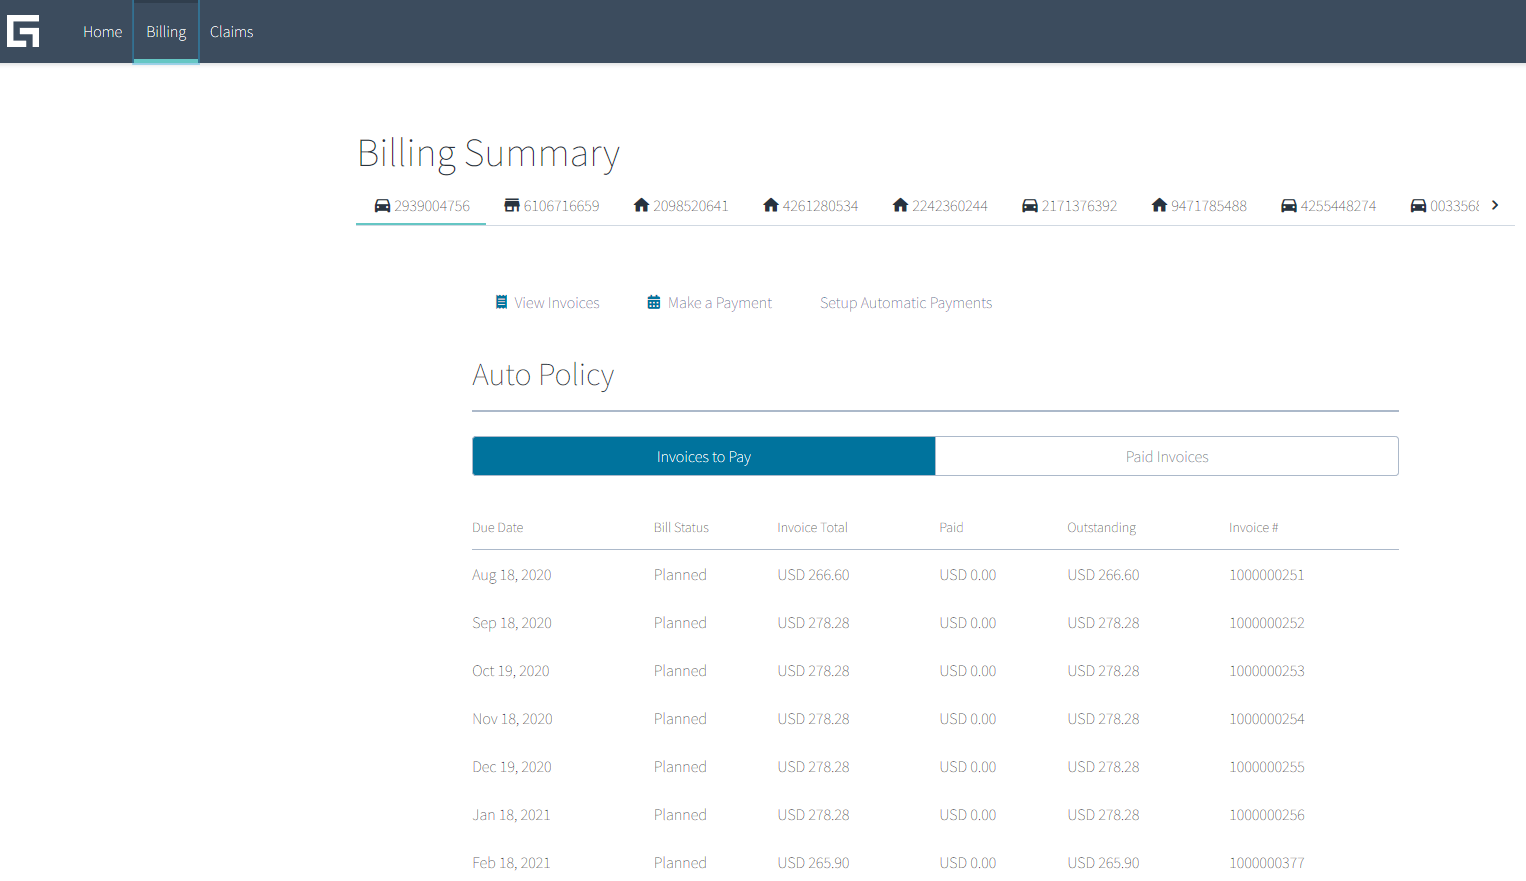 Home Billing Claims
Billing Summary
2939004756 6106716659 2098520641 4261280534 2242360244 2171376392 9471785488 4255448274 0033568
View Invoices Make a Payment Setup Automatic Payments
Auto Policy
Invoices to Pay Paid Invoices
Due Date Bill Status Invoice Total Paid Outstanding Invoice #
Aug 18, 2020 Planned USD 266.60 USD 0.00 USD 266.60 1000000251
Sep 18, 2020 Planned USD 278.28 USD 0.00 USD 278.28 1000000252
Oct 19, 2020 Planned USD 278.28 USD 0.00 USD 278.28 1000000253
Nov 18, 2020 Planned USD 278.28 USD 0.00 USD 278.28 1000000254
Dec 19, 2020 Planned USD 278.28 USD 0.00 USD 278.28 1000000255
Jan 18, 2021 Planned USD 278.28 USD 0.00 USD 278.28 1000000256
Feb 18, 2021 Planned USD 265.90 USD 0.00 USD 265.90 1000000377